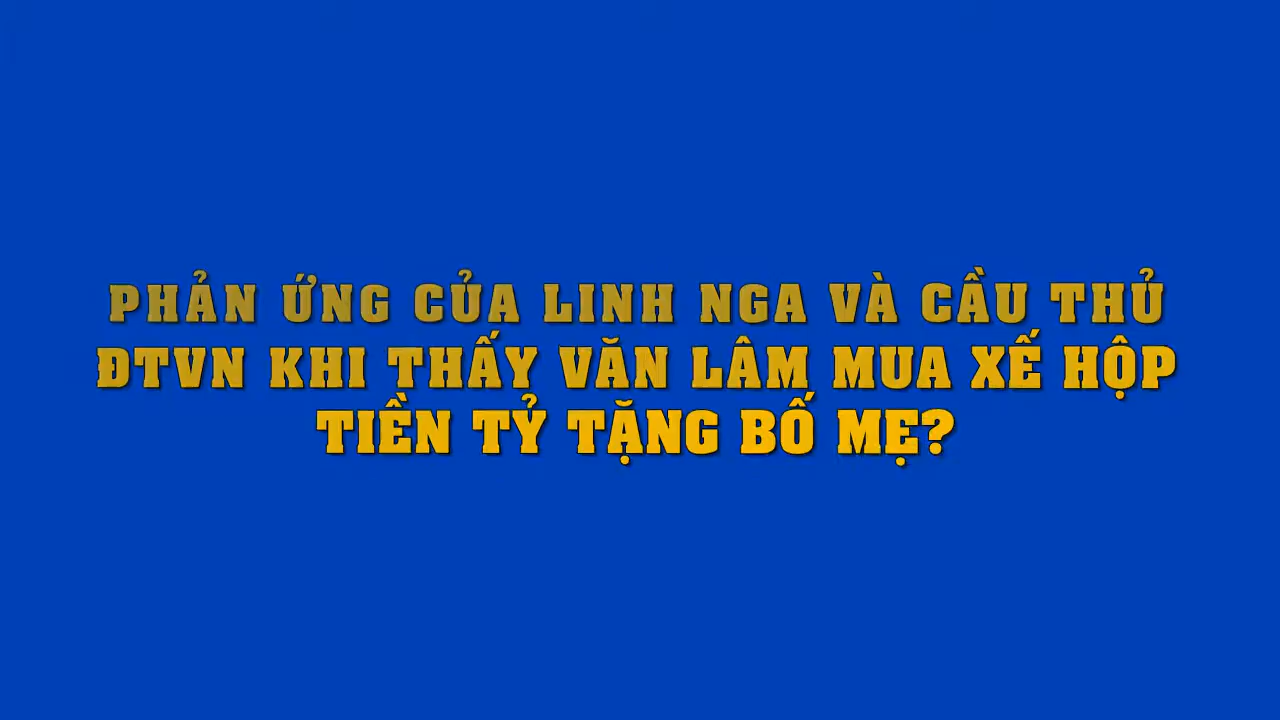 PHẢN ỨNG CỦA LINH NGA VÀ CẦU THỦ
ĐTVN KHI THẤY VĂN LÂM MUA XẾ HỘP
TIỀN TỶ TẶNG BỐ MẸ?